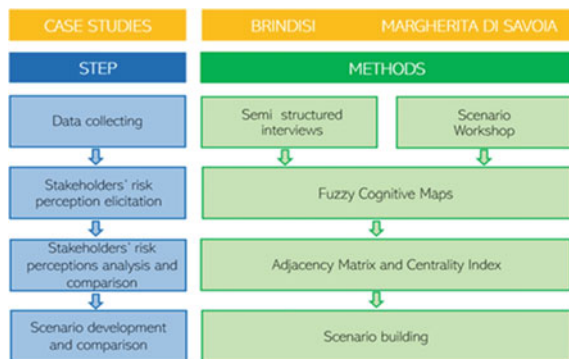 CASE STUDIES
BRINDISI
MARGHERITA DI SAVOIA
STEP
METHODS
Data collecting
Semi structured
interviews
Scenario
Workshop
Stakeholders' risk
perception elicitation
Fuzzy Cognitive Maps
Stakeholders' risk
perceptions analysis and
comparison
Adjacency Matrix and Centrality Index
Scenario development
and comparison
Scenario building